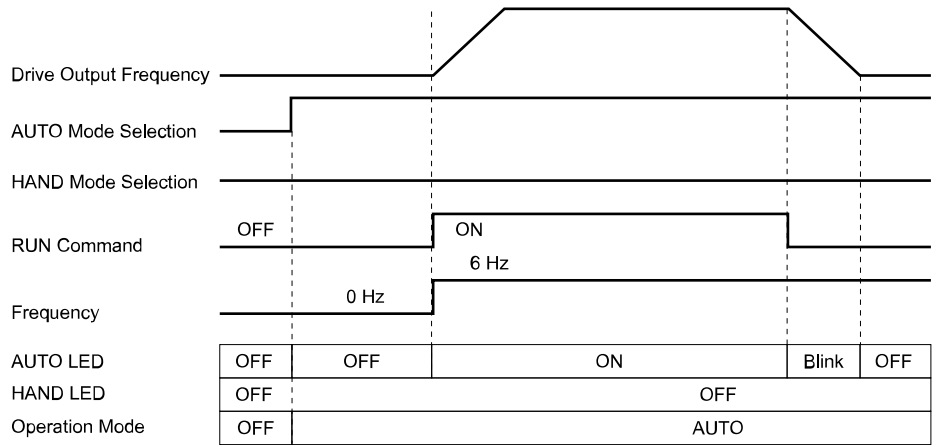 Drive Output Frequency
AUTO Mode Selection
HAND Mode Selection
RUN Command OFF ON
6 Hz
Frequency 0 Hz
AUTO LED OFF OFF ON Blink OFF
HAND LED OFF OFF
Operation Mode OFF AUTO